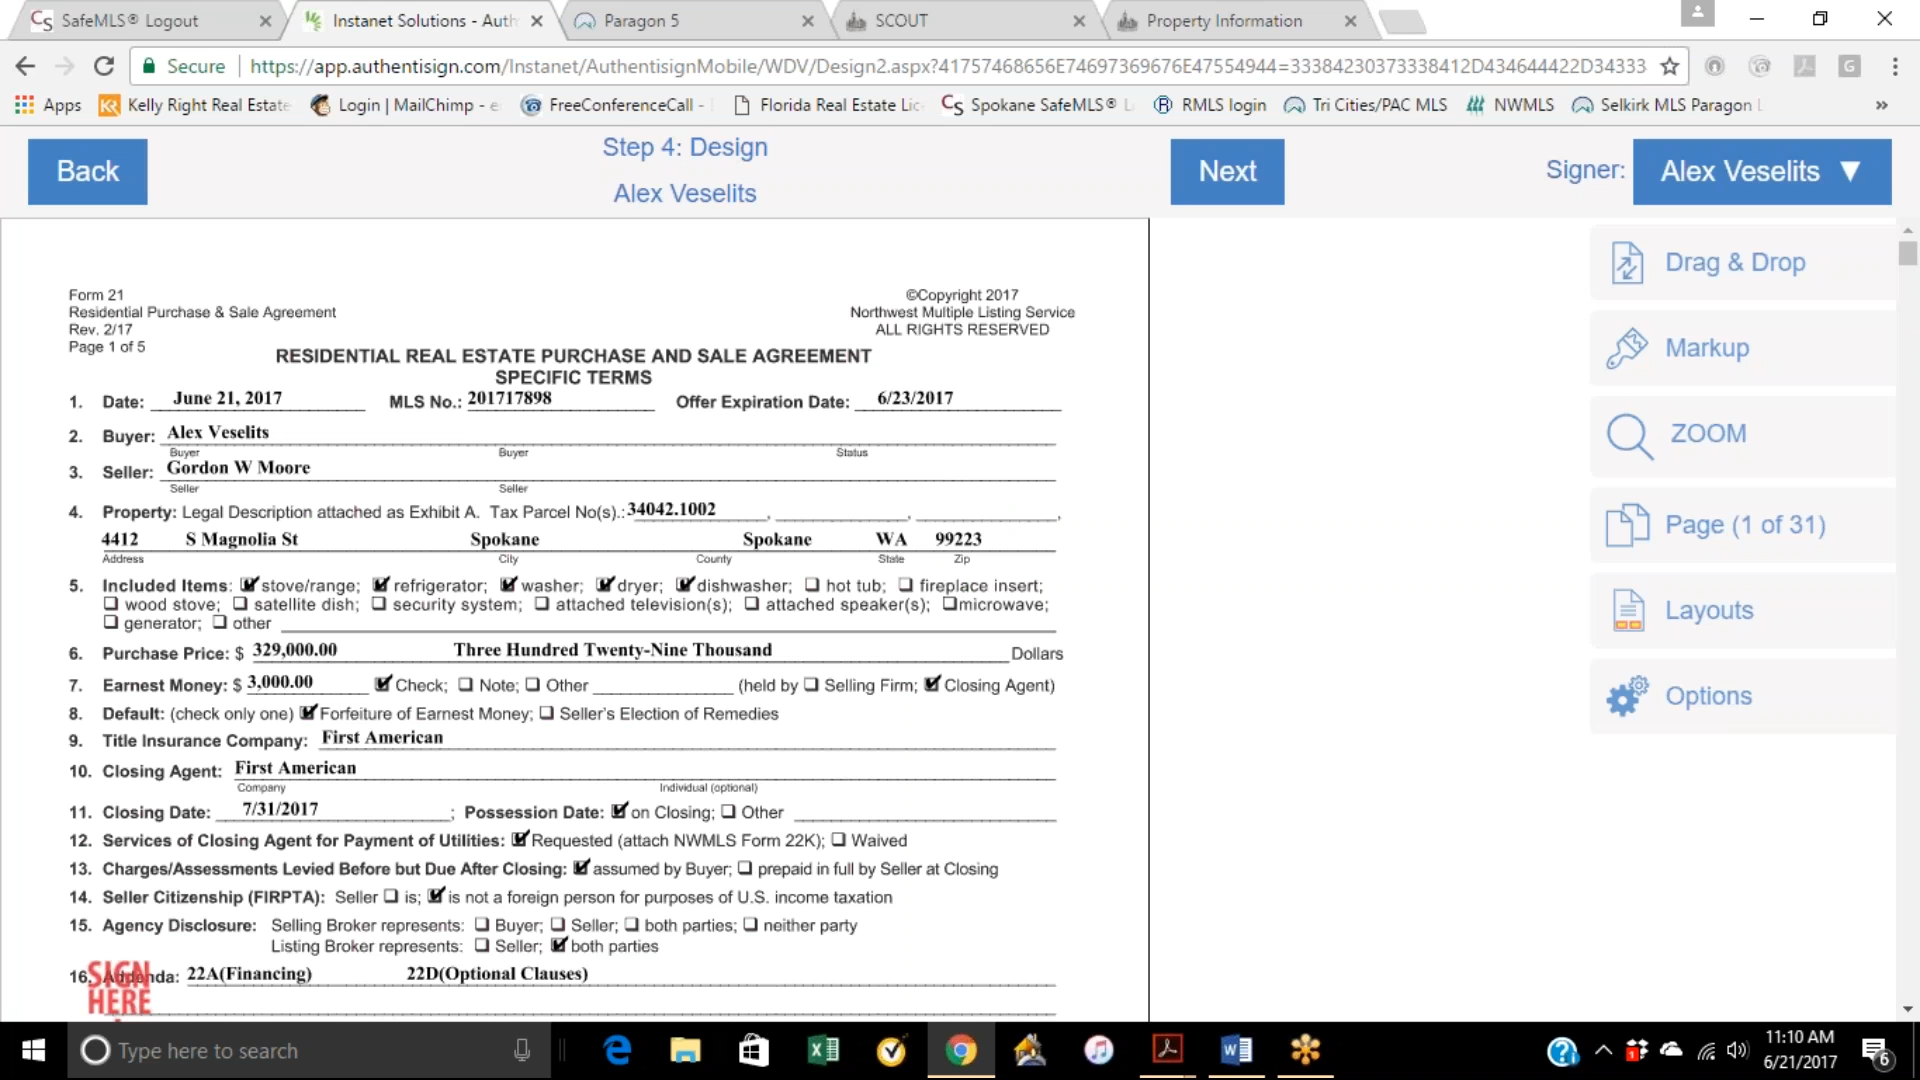 SafeMLS® Logout
Instanet Solutions - Auth
Paragon 5
SCOUT
Property Information
Secure https://app.authentisign.com/Instanet/AuthentisignMobile/WDV/Design2.aspx?41757468656E74697369676E47554944=33384230373338412D434644422D34333
Apps Kelly Right Real Estate Login | MailChimp - e FreeConferenceCall - Florida Real Estate Lic Spokane SafeMLS® L RMLS login Tri Cities/PAC MLS NWMLS Selkirk MLS Paragon »
Back
Step 4: Design
Alex Veselits
Next
Signer: Alex Veselits ▼
Form 21
Residential Purchase & Sale Agreement
Rev. 2/17
Page 1 of 5
©Copyright 2017
Northwest Multiple Listing Service
ALL RIGHTS RESERVED
RESIDENTIAL REAL ESTATE PURCHASE AND SALE AGREEMENT
SPECIFIC TERMS
1. Date: June 21, 2017 MLS No.: 201717898 Offer Expiration Date: 6/23/2017
2. Buyer: Alex Veselits
Buyer Buyer Status
3. Seller: Gordon W Moore
Seller Seller
4. Property: Legal Description attached as Exhibit A. Tax Parcel No(s).: 34042.1002 , , ,
4412 S Magnolia St Spokane Spokane WA 99223
Address City County State Zip
5. Included Items: stove/range; refrigerator; washer; dryer; dishwasher; hot tub; fireplace insert;
wood stove; satellite dish; security system; attached television(s); attached speaker(s); microwave;
generator; other
6. Purchase Price: $ 329,000.00 Three Hundred Twenty-Nine Thousand Dollars
7. Earnest Money: $ 3,000.00 Check; Note; Other (held by Selling Firm; Closing Agent)
8. Default: (check only one) Forfeiture of Earnest Money; Seller's Election of Remedies
9. Title Insurance Company: First American
10. Closing Agent: First American
Company Individual (optional)
11. Closing Date: 7/31/2017 ; Possession Date: on Closing; Other
12. Services of Closing Agent for Payment of Utilities: Requested (attach NWMLS Form 22K); Waived
13. Charges/Assessments Levied Before but Due After Closing: assumed by Buyer; prepaid in full by Seller at Closing
14. Seller Citizenship (FIRPTA): Seller is; is not a foreign person for purposes of U.S. income taxation
15. Agency Disclosure: Selling Broker represents: Buyer; Seller; both parties; neither party
Listing Broker represents: Seller; both parties
16. Addenda: 22A(Financing) 22D(Optional Clauses)
SIGN
HERE
Drag & Drop
Markup
ZOOM
Page (1 of 31)
Layouts
Options
Type here to search
11:10 AM
6/21/2017
6